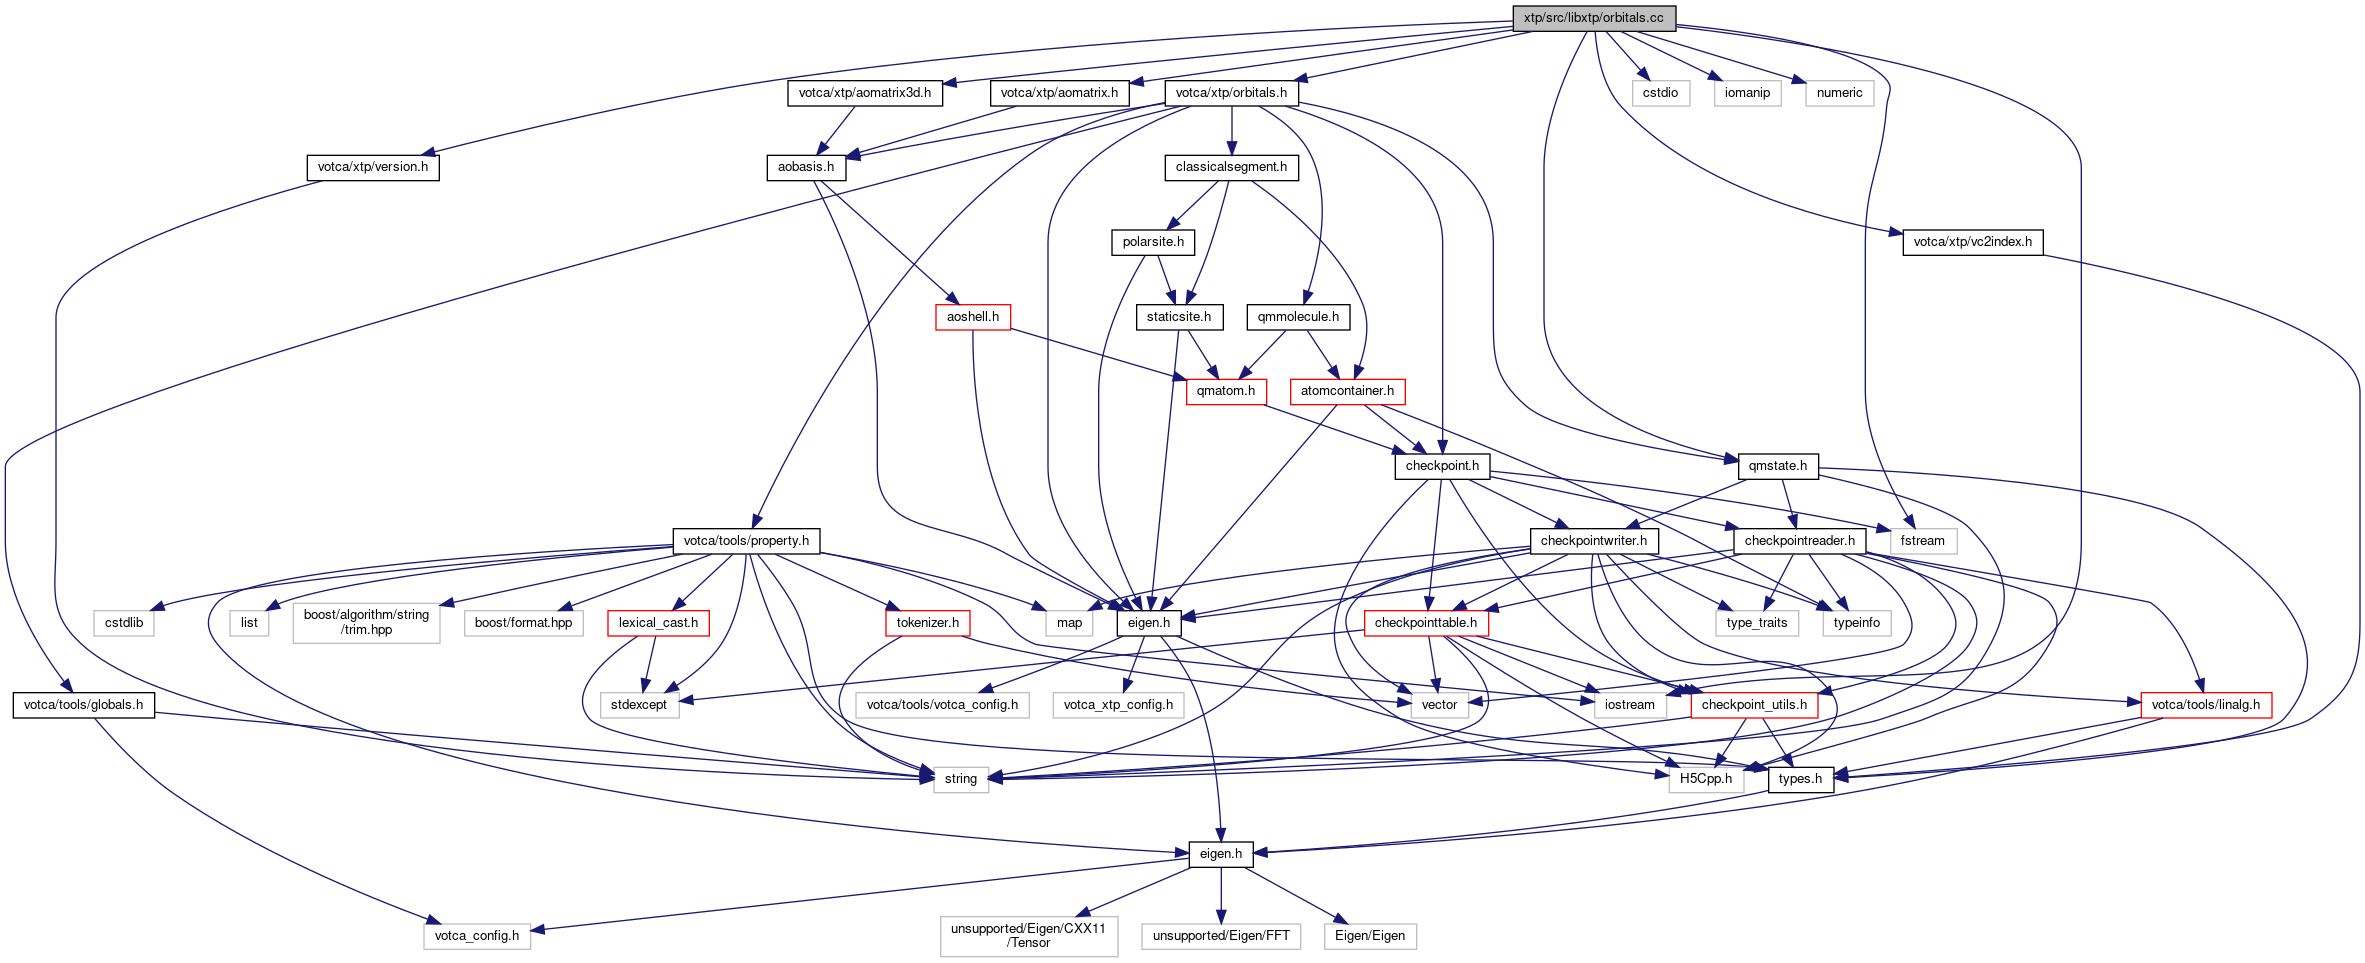 xtp/src/libxtp/orbitals.cc
votca/xtp/aomatrix3d.h
votca/xtp/aomatrix.h
votca/xtp/orbitals.h
cstdio
iomanip
numeric
votca/xtp/version.h
aobasis.h
classicalsegment.h
polarsite.h
votca/xtp/vc2index.h
aoshell.h
staticsite.h
qmmolecule.h
qmatom.h
atomcontainer.h
checkpoint.h
qmstate.h
votca/tools/property.h
checkpointwriter.h
checkpointreader.h
fstream
cstdlib
list
boost/algorithm/string
/trim.hpp
boost/format.hpp
lexical_cast.h
tokenizer.h
map
eigen.h
checkpointtable.h
type_traits
typeinfo
votca/tools/globals.h
stdexcept
votca/tools/votca_config.h
votca_xtp_config.h
vector
iostream
checkpoint_utils.h
votca/tools/linalg.h
string
H5Cpp.h
types.h
eigen.h
votca_config.h
unsupported/Eigen/CXX11
/Tensor
unsupported/Eigen/FFT
Eigen/Eigen